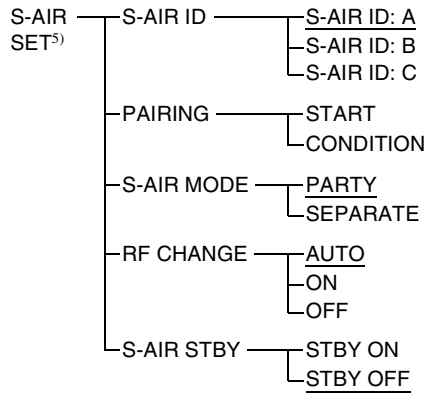 S-AIR SET5)
S-AIR ID
S-AIR ID: A
S-AIR ID: B
S-AIR ID: C
PAIRING
START
CONDITION
S-AIR MODE
PARTY
SEPARATE
RF CHANGE
AUTO
ON
OFF
S-AIR STBY
STBY ON
STBY OFF